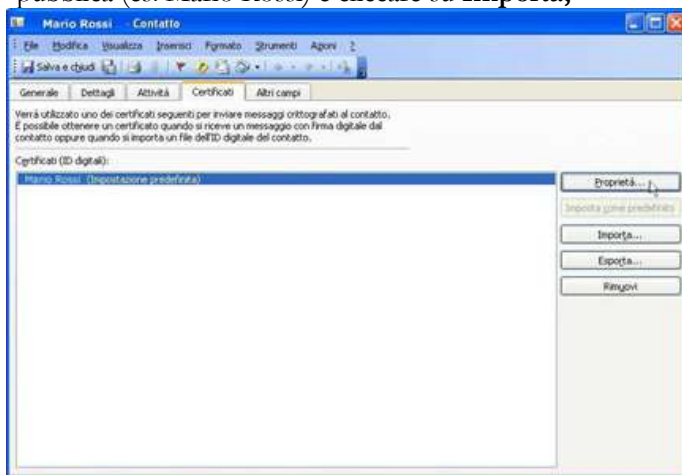 pubblica (es. Mario Rossi) e cliccare su Importa,
Mario Rossi - Contatto
File Modifica Visualizza Inserisci Formato Strumenti Azioni ?
Salva e chiudi
Generale Dettagli Attività Certificati Altri campi
Verrà utilizzato uno dei certificati seguenti per inviare messaggi crittografati al contatto.
È possibile ottenere un certificato quando si riceve un messaggio con firma digitale dal
contatto oppure quando si importa un file dell'ID digitale del contatto.
Certificati (ID digitali):
Mario Rossi (Impostazione predefinita)
Proprietà...
Imposta come predefinito
Importa...
Esporta...
Rimuovi